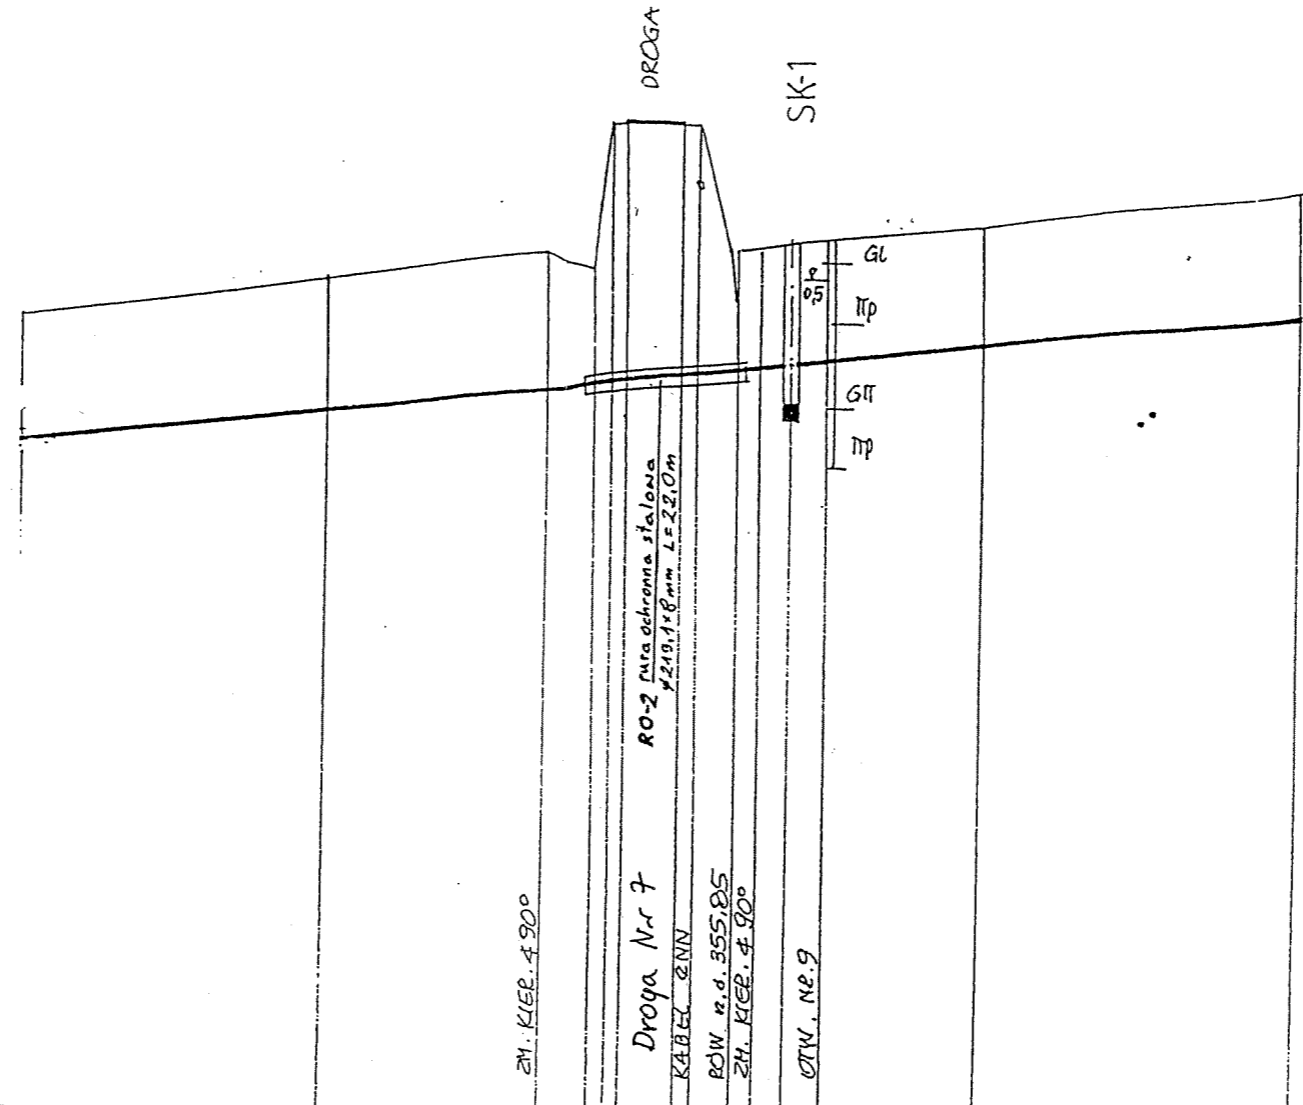 DROGA
SK-1
Gl
0,5
πp
Gπ
πp
RO-2 rura ochronna stalowa
ϕ219,1×8mm L=22,0m
ZM. KIER. ∢ 90°
Droga Nr 7
KABEL eNN
RÓW r.d. 355,85
ZM. KIER. ∢ 90°
OTW. NR.9